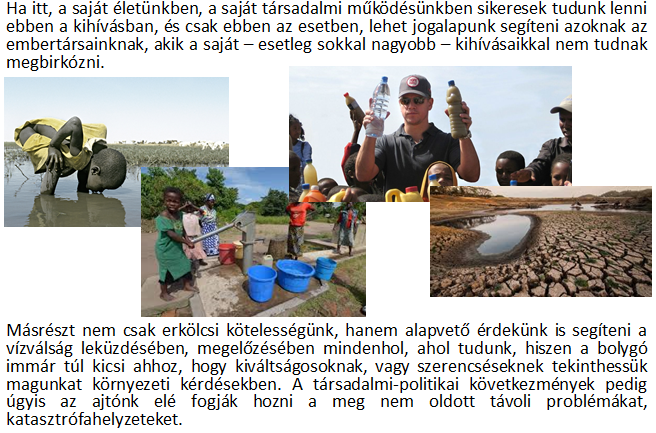 Ha itt, a saját életünkben, a saját társadalmi működésünkben sikeresek tudunk lenni
ebben a kihívásban, és csak ebben az esetben, lehet jogalapunk segíteni azoknak az
embertársainknak, akik a saját – esetleg sokkal nagyobb – kihívásaikkal nem tudnak
megbirkózni.
Másrészt nem csak erkölcsi kötelességünk, hanem alapvető érdekünk is segíteni a
vízválság leküzdésében, megelőzésében mindenhol, ahol tudunk, hiszen a bolygó
immár túl kicsi ahhoz, hogy kiváltságosoknak, vagy szerencséseknek tekinthessük
magunkat környezeti kérdésekben. A társadalmi-politikai következmények pedig
úgyis az ajtónk elé fogják hozni a meg nem oldott távoli problémákat,
katasztrófahelyzeteket.